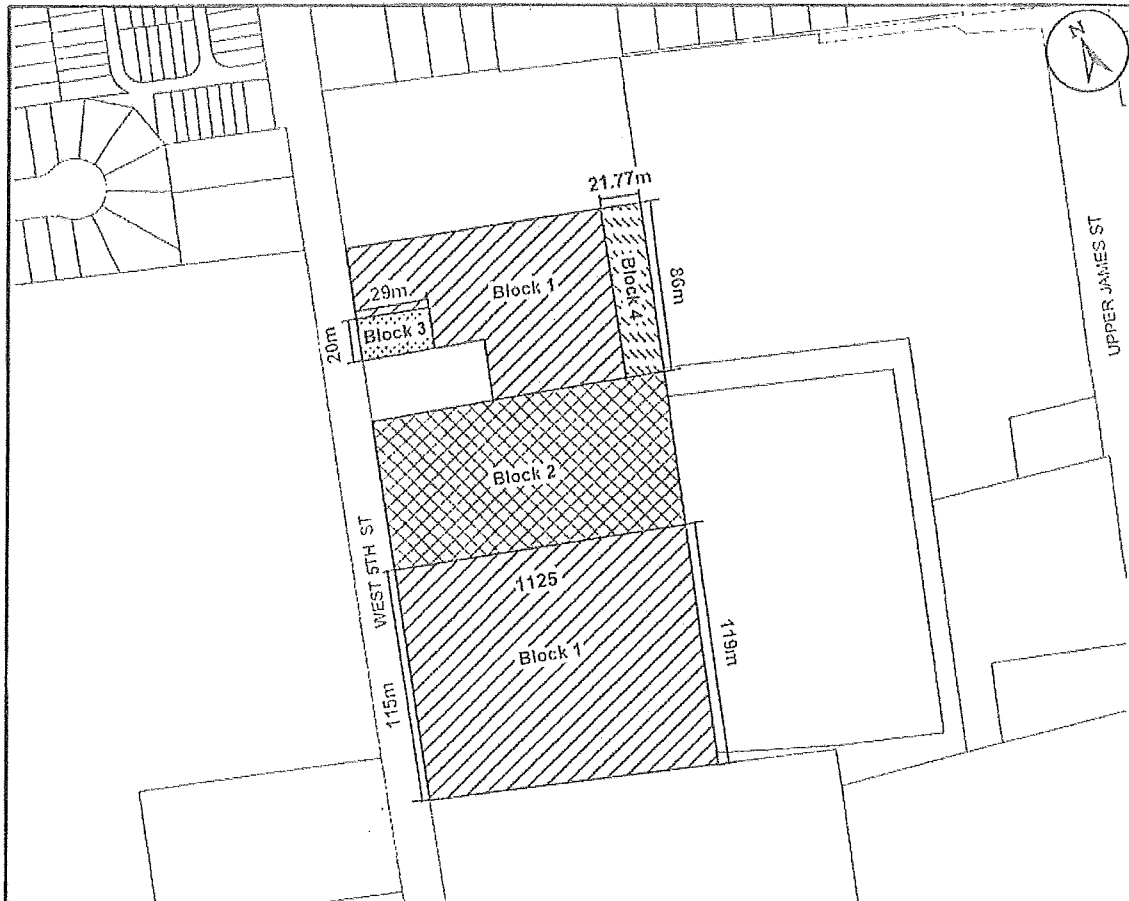 N
21.77m
Block 1
Block 4
86m
29m
20m
Block 3
UPPER JAMES ST
Block 2
WEST 5TH ST
1125
Block 1
119m
115m